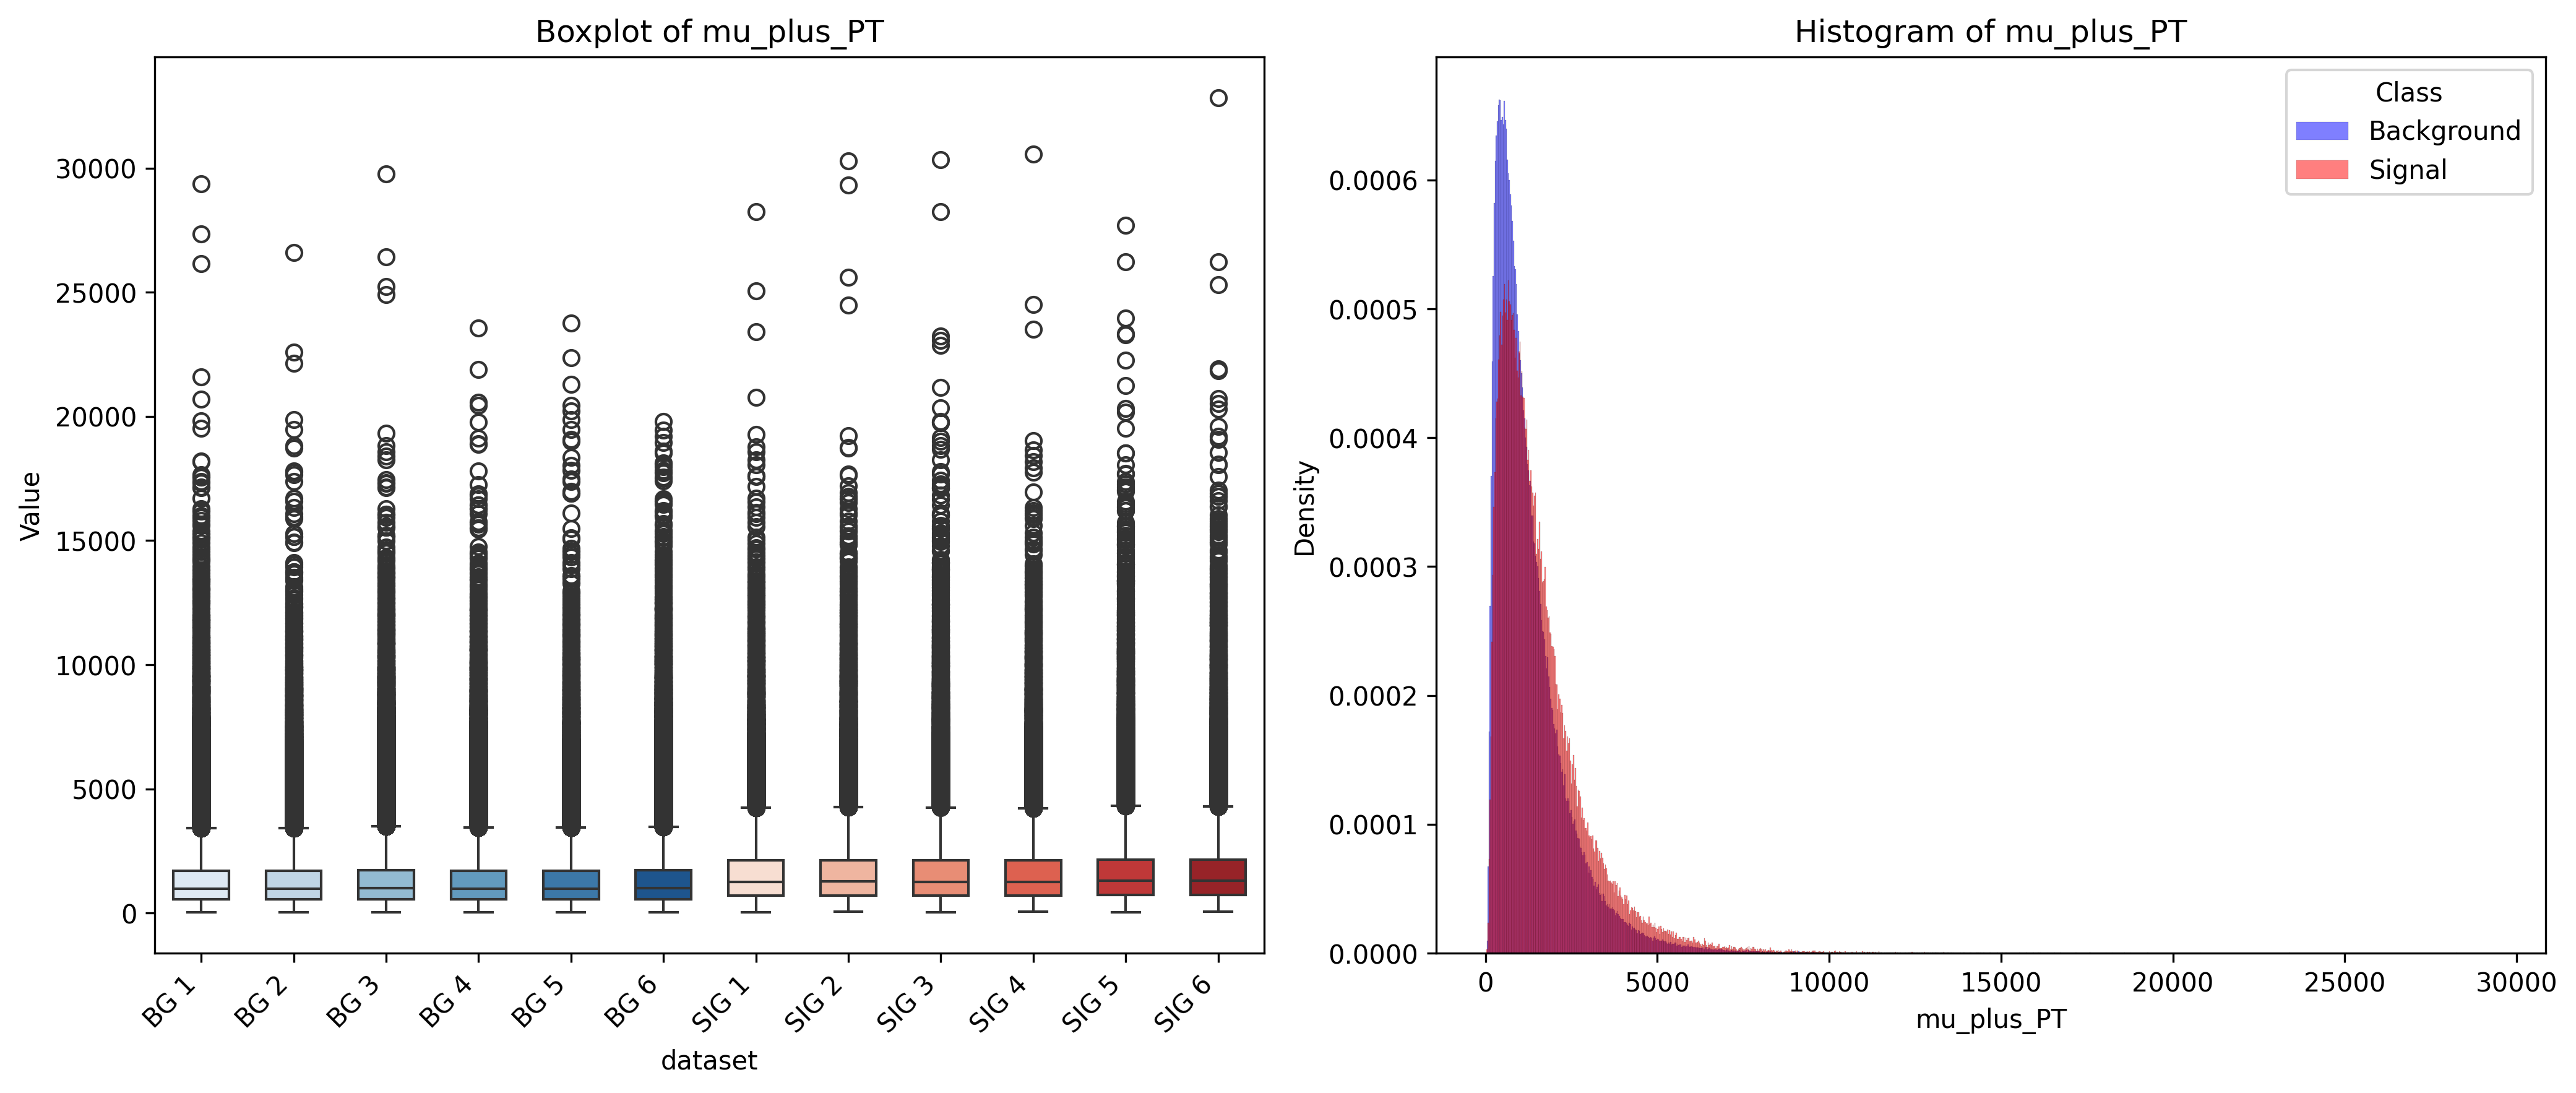 Boxplot of mu_plus_PT
Value
30000
25000
20000
15000
10000
5000
0
BG 1
BG 2
BG 3
BG 4
BG 5
BG 6
SIG 1
SIG 2
SIG 3
SIG 4
SIG 5
SIG 6
dataset
Histogram of mu_plus_PT
Class
Background
Signal
Density
0.0006
0.0005
0.0004
0.0003
0.0002
0.0001
0.0000
0
5000
10000
15000
20000
25000
30000
mu_plus_PT